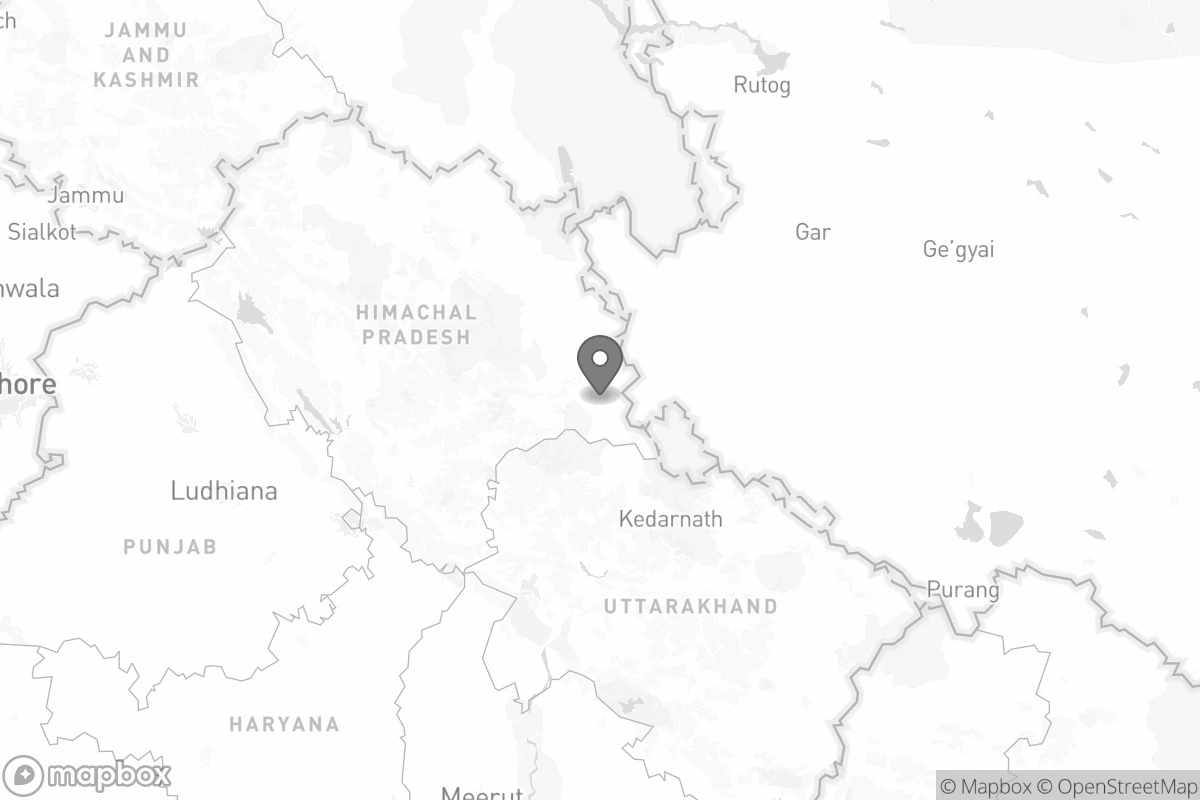 ch
JAMMU
AND
KASHMIR
Rutog
Jammu
Sialkot
Gar
Ge'gyai
nwala
HIMACHAL
PRADESH
hore
Ludhiana
Kedarnath
PUNJAB
Purang
UTTARAKHAND
HARYANA
mapbox
Meerut
© Mapbox © OpenStreetMap